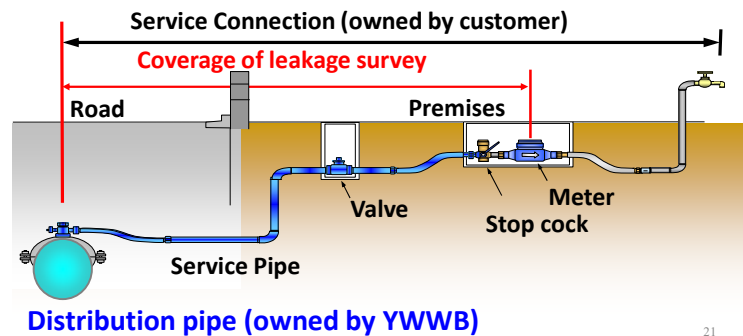 Service Connection (owned by customer)
Coverage of leakage survey
Road
Premises
Valve
Meter
Stop cock
Service Pipe
Distribution pipe (owned by YWWB)
21